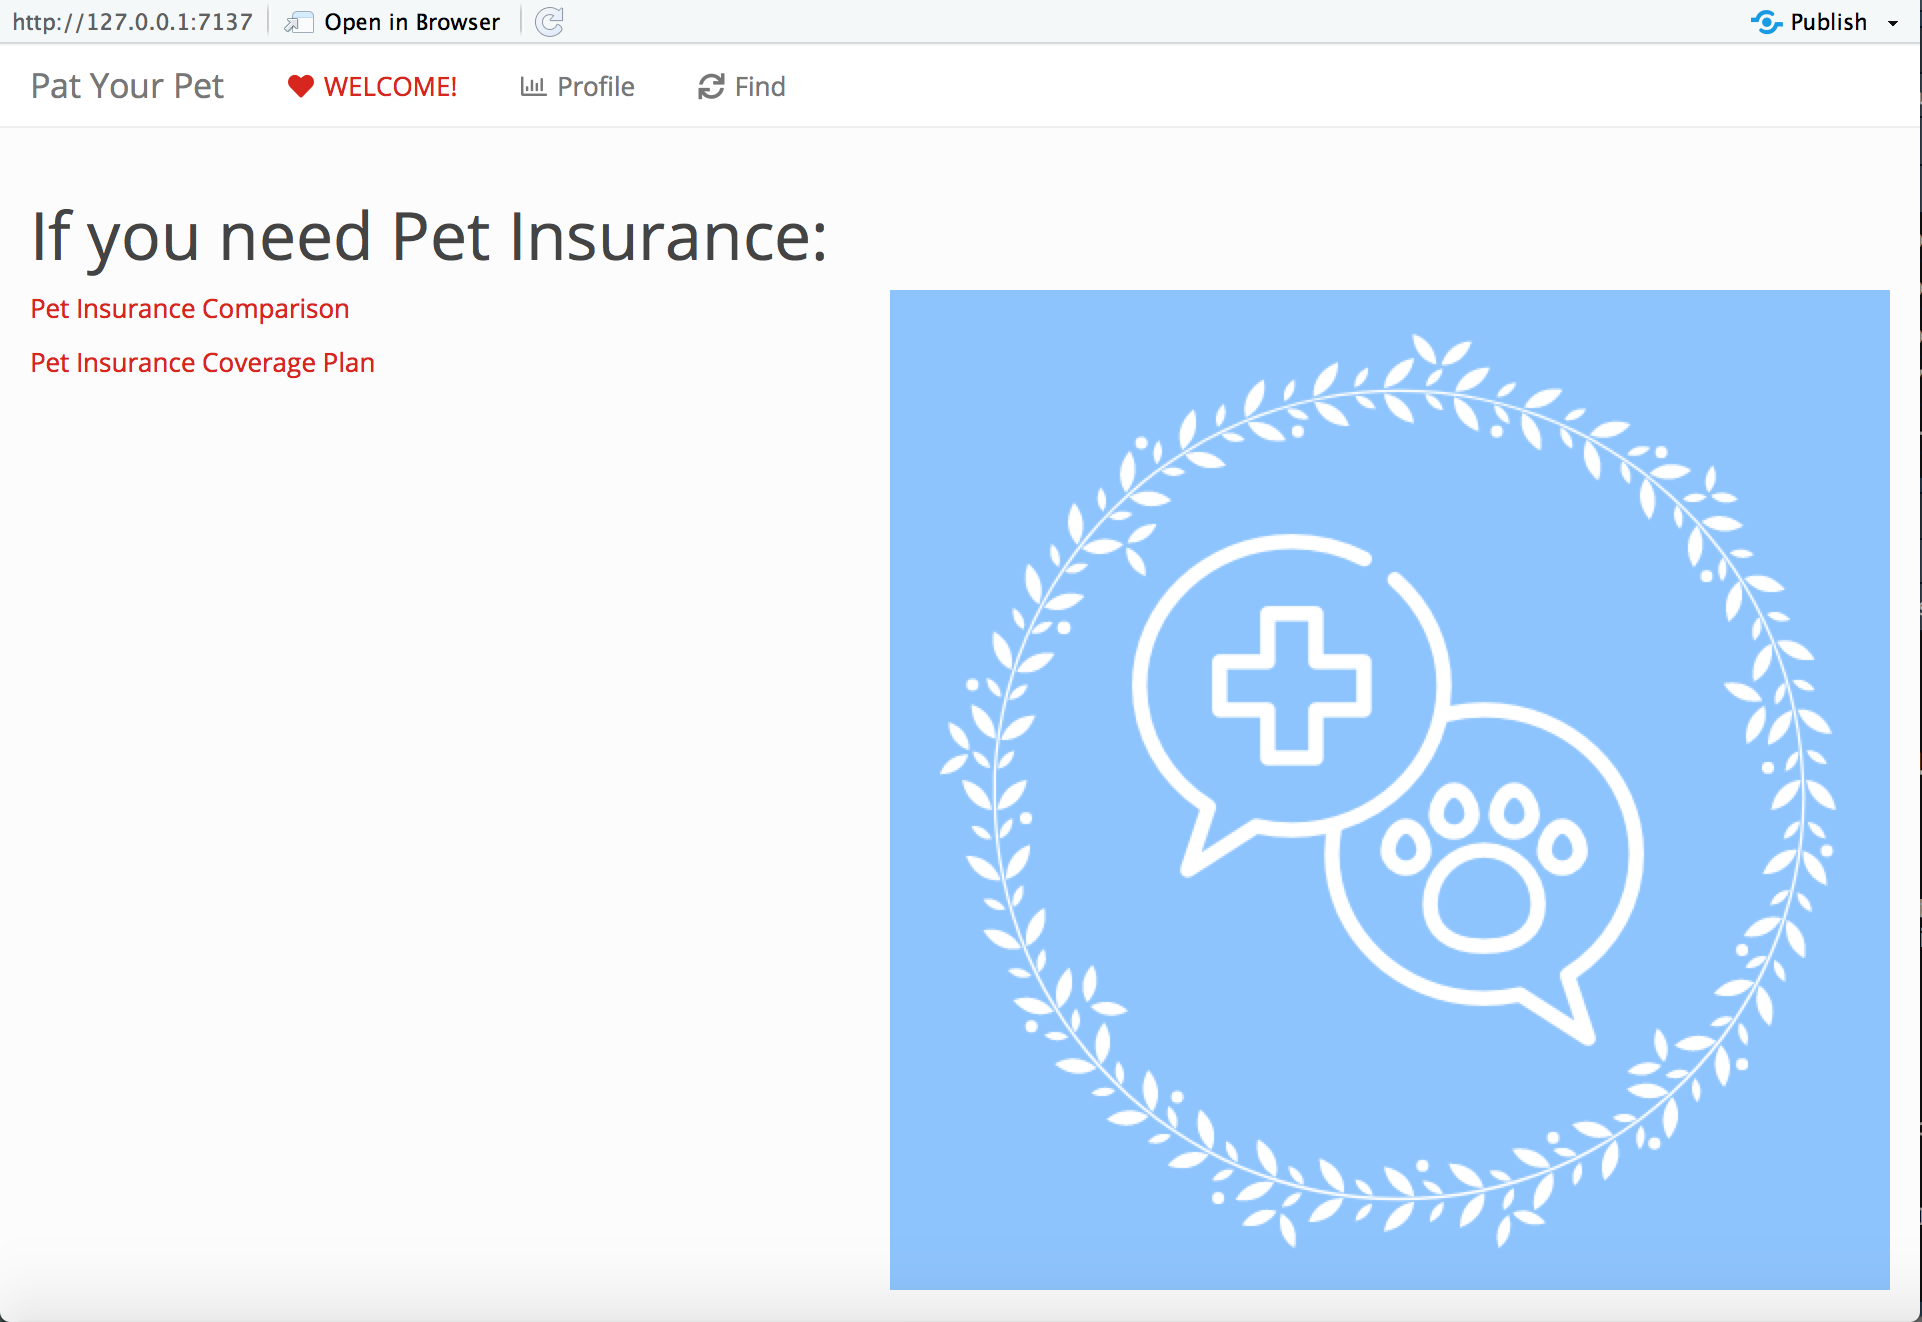 http://127.0.0.1:7137 Open in Browser Publish
Pat Your Pet WELCOME! Profile Find
If you need Pet Insurance:
Pet Insurance Comparison
Pet Insurance Coverage Plan